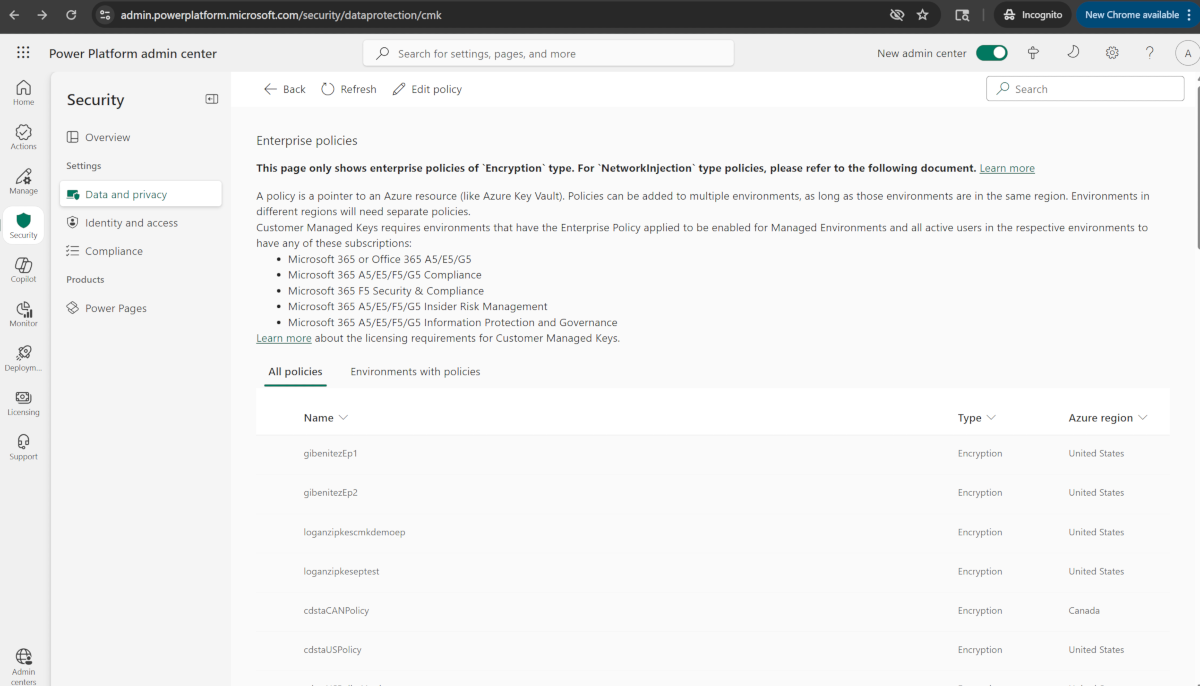 admin.powerplatform.microsoft.com/security/dataprotection/cmk
Incognito
New Chrome available
Power Platform admin center
Search for settings, pages, and more
New admin center
A
Home
Actions
Manage
Security
Copilot
Monitor
Deploym...
Licensing
Support
Admin
centers
Security
Overview
Settings
Data and privacy
Identity and access
Compliance
Products
Power Pages
Back
Refresh
Edit policy
Search
Enterprise policies
This page only shows enterprise policies of `Encryption` type. For `NetworkInjection` type policies, please refer to the following document. Learn more
A policy is a pointer to an Azure resource (like Azure Key Vault). Policies can be added to multiple environments, as long as those environments are in the same region. Environments in
different regions will need separate policies.
Customer Managed Keys requires environments that have the Enterprise Policy applied to be enabled for Managed Environments and all active users in the respective environments to
have any of these subscriptions:
• Microsoft 365 or Office 365 A5/E5/G5
• Microsoft 365 A5/E5/F5/G5 Compliance
• Microsoft 365 F5 Security & Compliance
• Microsoft 365 A5/E5/F5/G5 Insider Risk Management
• Microsoft 365 A5/E5/F5/G5 Information Protection and Governance
Learn more about the licensing requirements for Customer Managed Keys.
All policies Environments with policies
Name Type Azure region
gibenitezEp1 Encryption United States
gibenitezEp2 Encryption United States
loganzipkescmkdemoep Encryption United States
loganzipkeseptest Encryption United States
cdstaCANPolicy Encryption Canada
cdstaUSPolicy Encryption United States